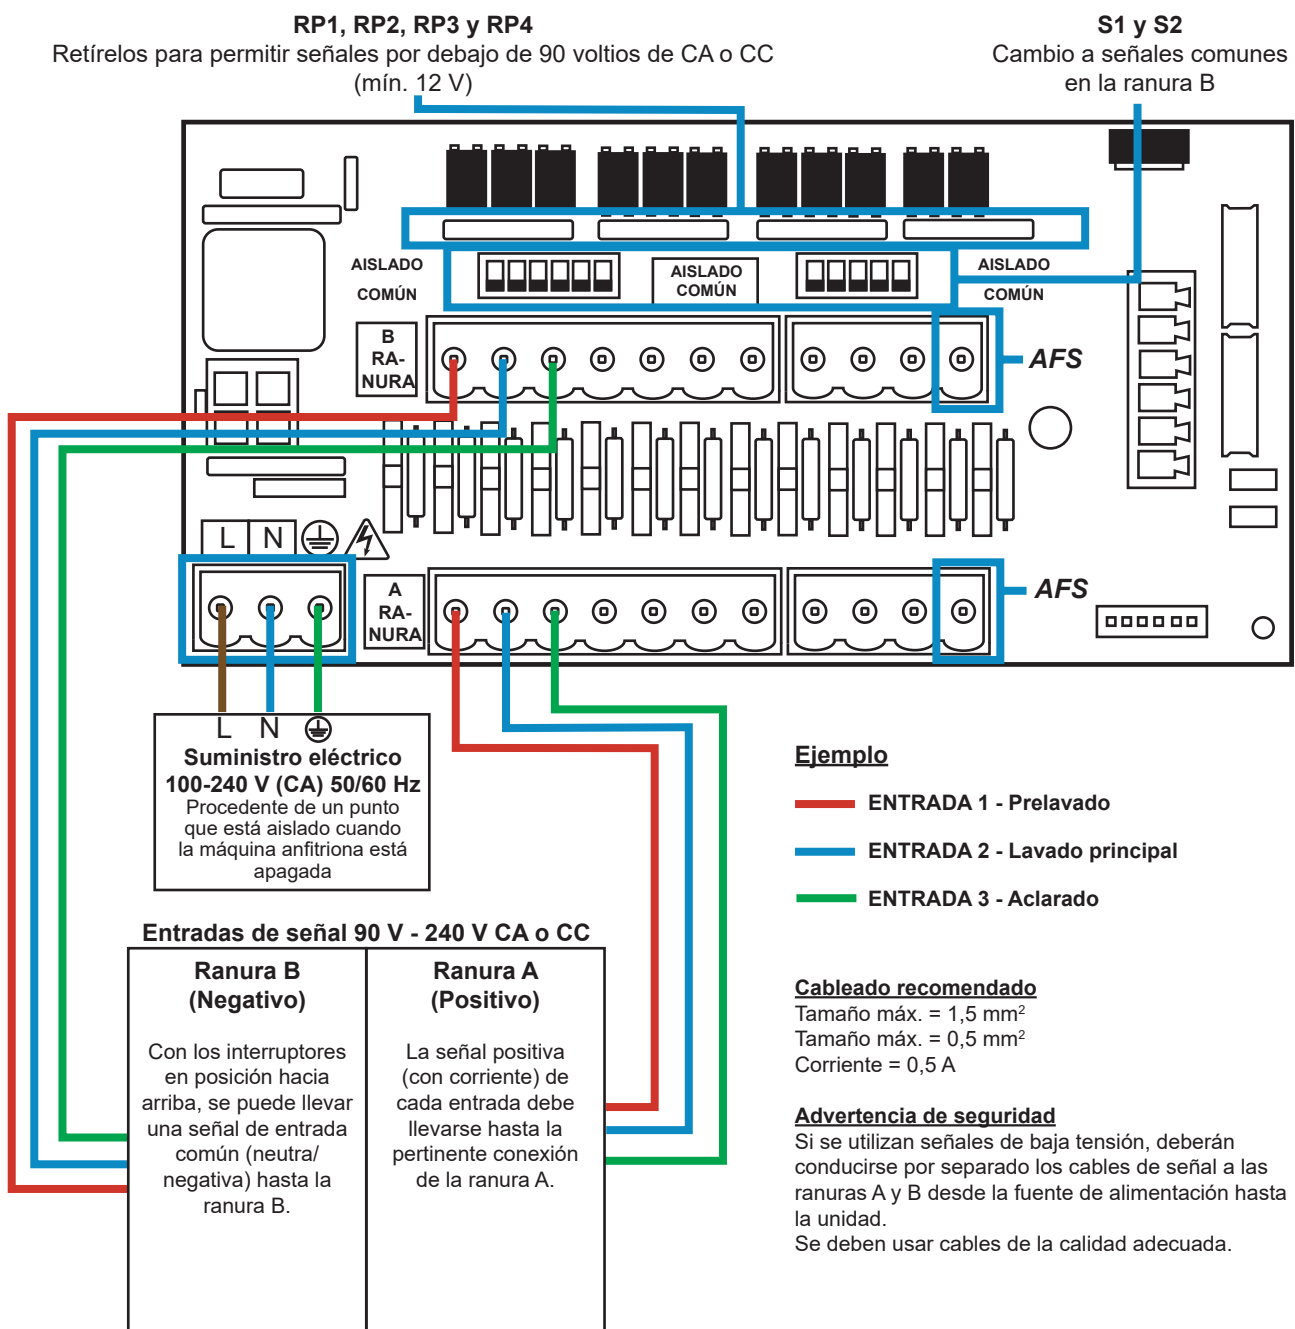 RP1, RP2, RP3 y RP4
Retírelos para permitir señales por debajo de 90 voltios de CA o CC
(mín. 12 V)
S1 y S2
Cambio a señales comunes
en la ranura B
AISLADO
COMÚN
AISLADO
COMÚN
AISLADO
COMÚN
B
RA-
NURA
AFS
L N
A
RA-
NURA
AFS
L N
Suministro eléctrico
100-240 V (CA) 50/60 Hz
Procedente de un punto
que está aislado cuando
la máquina anfitriona está
apagada
Ejemplo
ENTRADA 1 - Prelavado
ENTRADA 2 - Lavado principal
ENTRADA 3 - Aclarado
Entradas de señal 90 V - 240 V CA o CC
Ranura B
(Negativo)
Con los interruptores
en posición hacia
arriba, se puede llevar
una señal de entrada
común (neutra/
negativa) hasta la
ranura B.
Ranura A
(Positivo)
La señal positiva
(con corriente) de
cada entrada debe
llevarse hasta la
pertinente conexión
de la ranura A.
Cableado recomendado
Tamaño máx. = 1,5 mm²
Tamaño máx. = 0,5 mm²
Corriente = 0,5 A
Advertencia de seguridad
Si se utilizan señales de baja tensión, deberán
conducirse por separado los cables de señal a las
ranuras A y B desde la fuente de alimentación hasta
la unidad.
Se deben usar cables de la calidad adecuada.